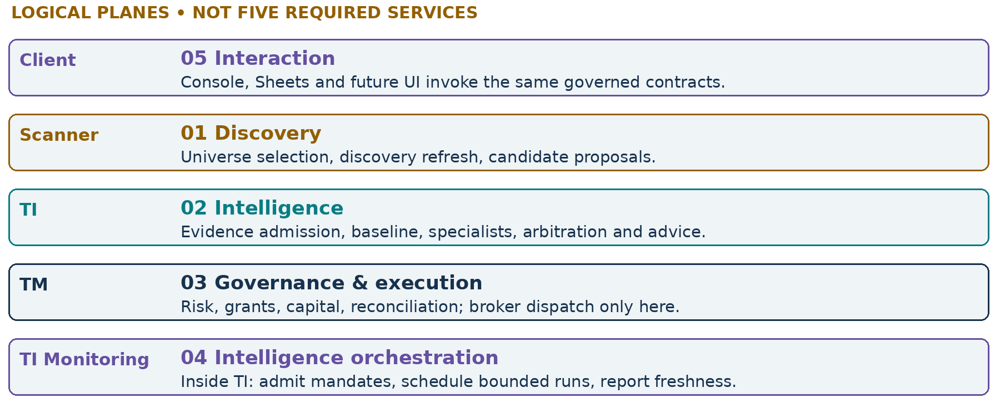 LOGICAL PLANES • NOT FIVE REQUIRED SERVICES
Client
05 Interaction
Console, Sheets and future UI invoke the same governed contracts.
Scanner
01 Discovery
Universe selection, discovery refresh, candidate proposals.
TI
02 Intelligence
Evidence admission, baseline, specialists, arbitration and advice.
TM
03 Governance & execution
Risk, grants, capital, reconciliation; broker dispatch only here.
TI Monitoring
04 Intelligence orchestration
Inside TI: admit mandates, schedule bounded runs, report freshness.